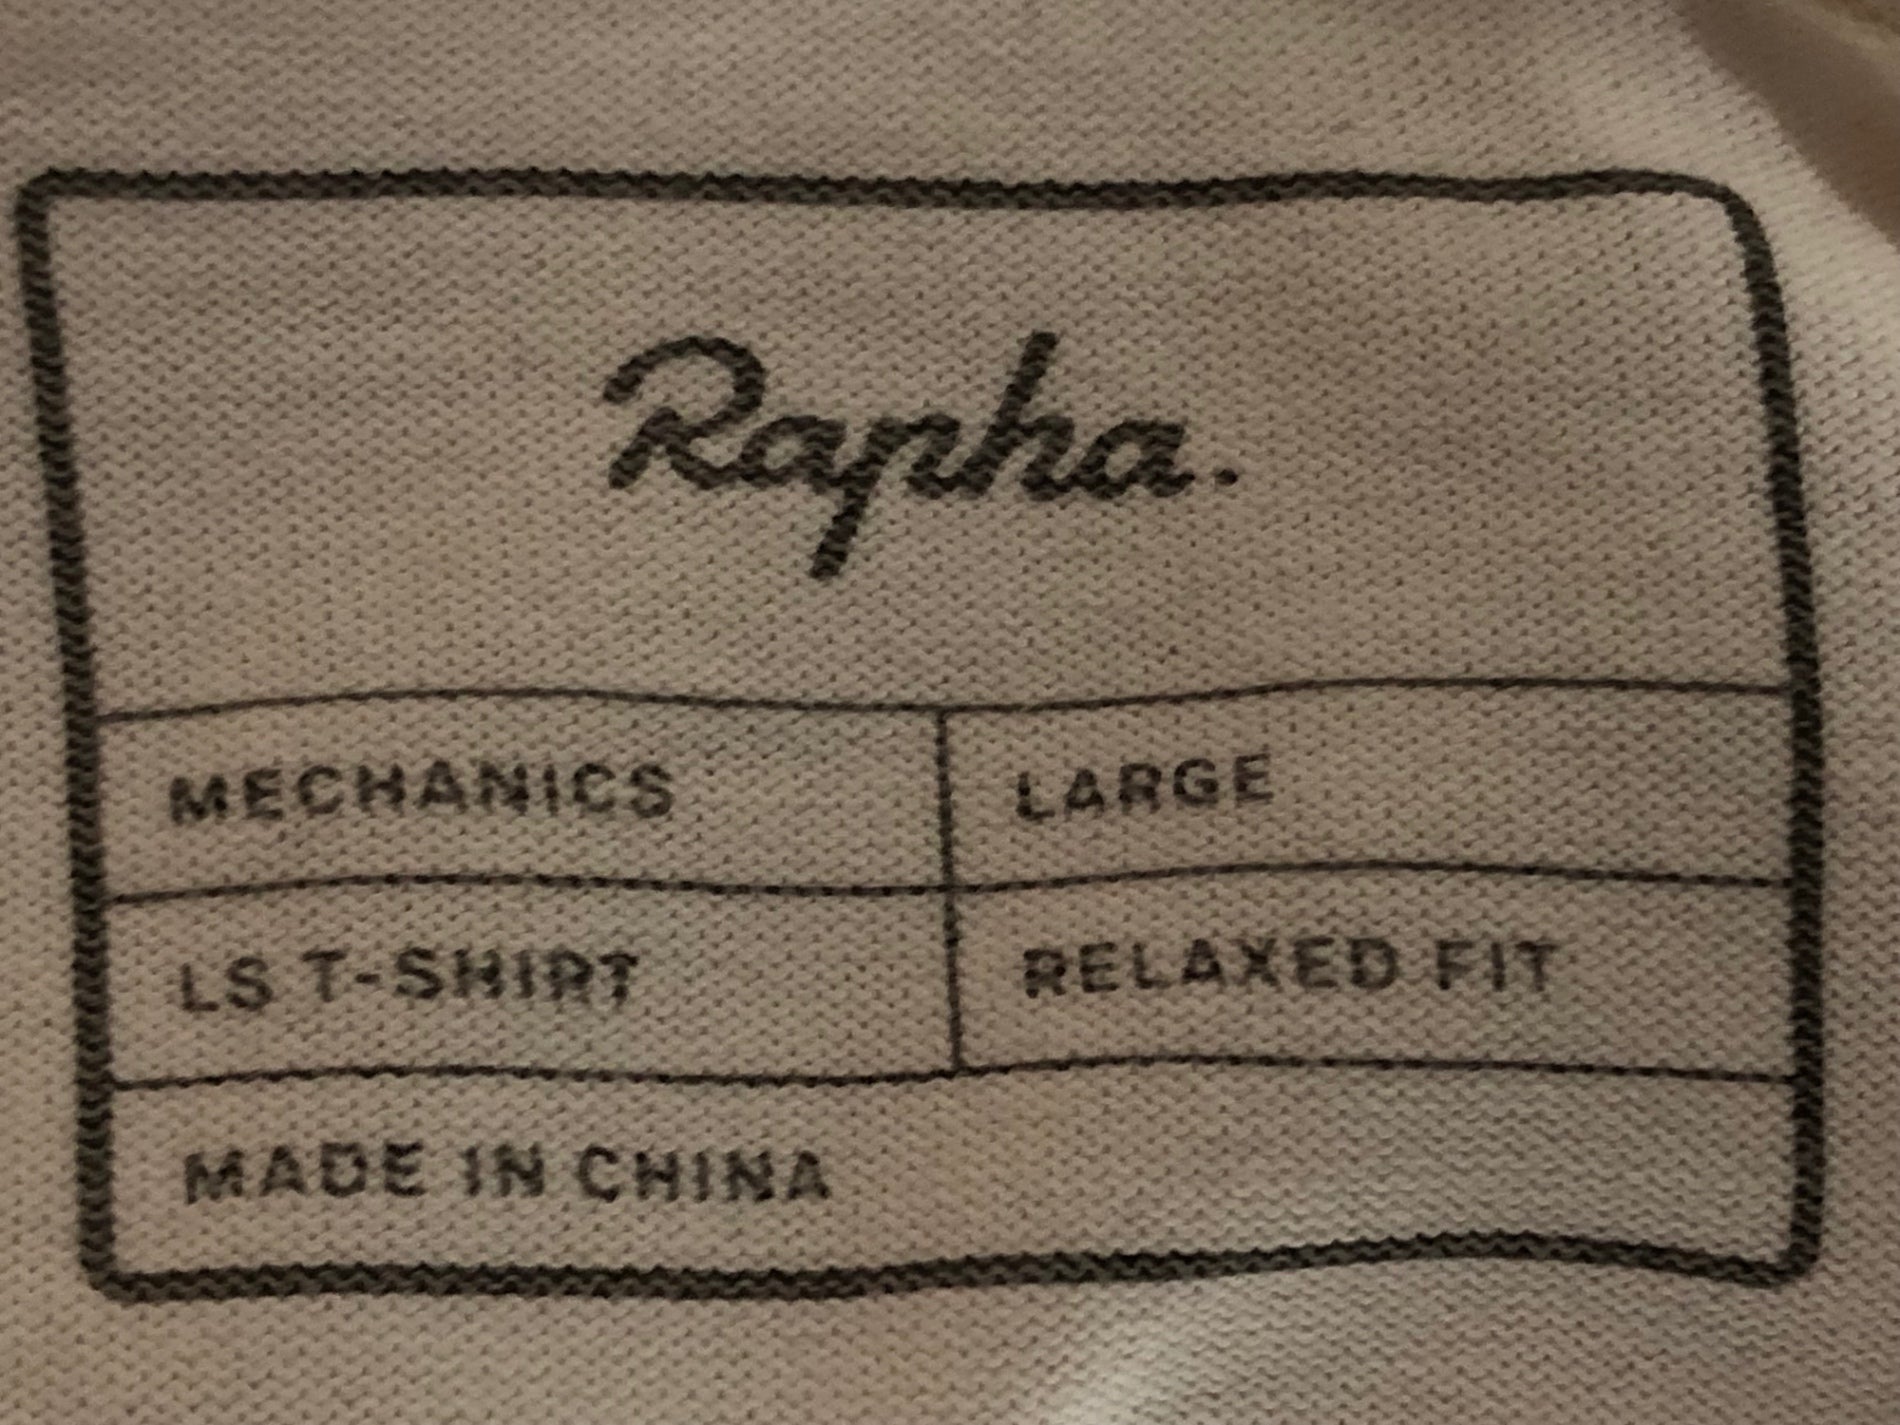 Rapha.
MECHANICS
LARGE
LS T-SHIRT
RELAXED FIT
MADE IN CHINA